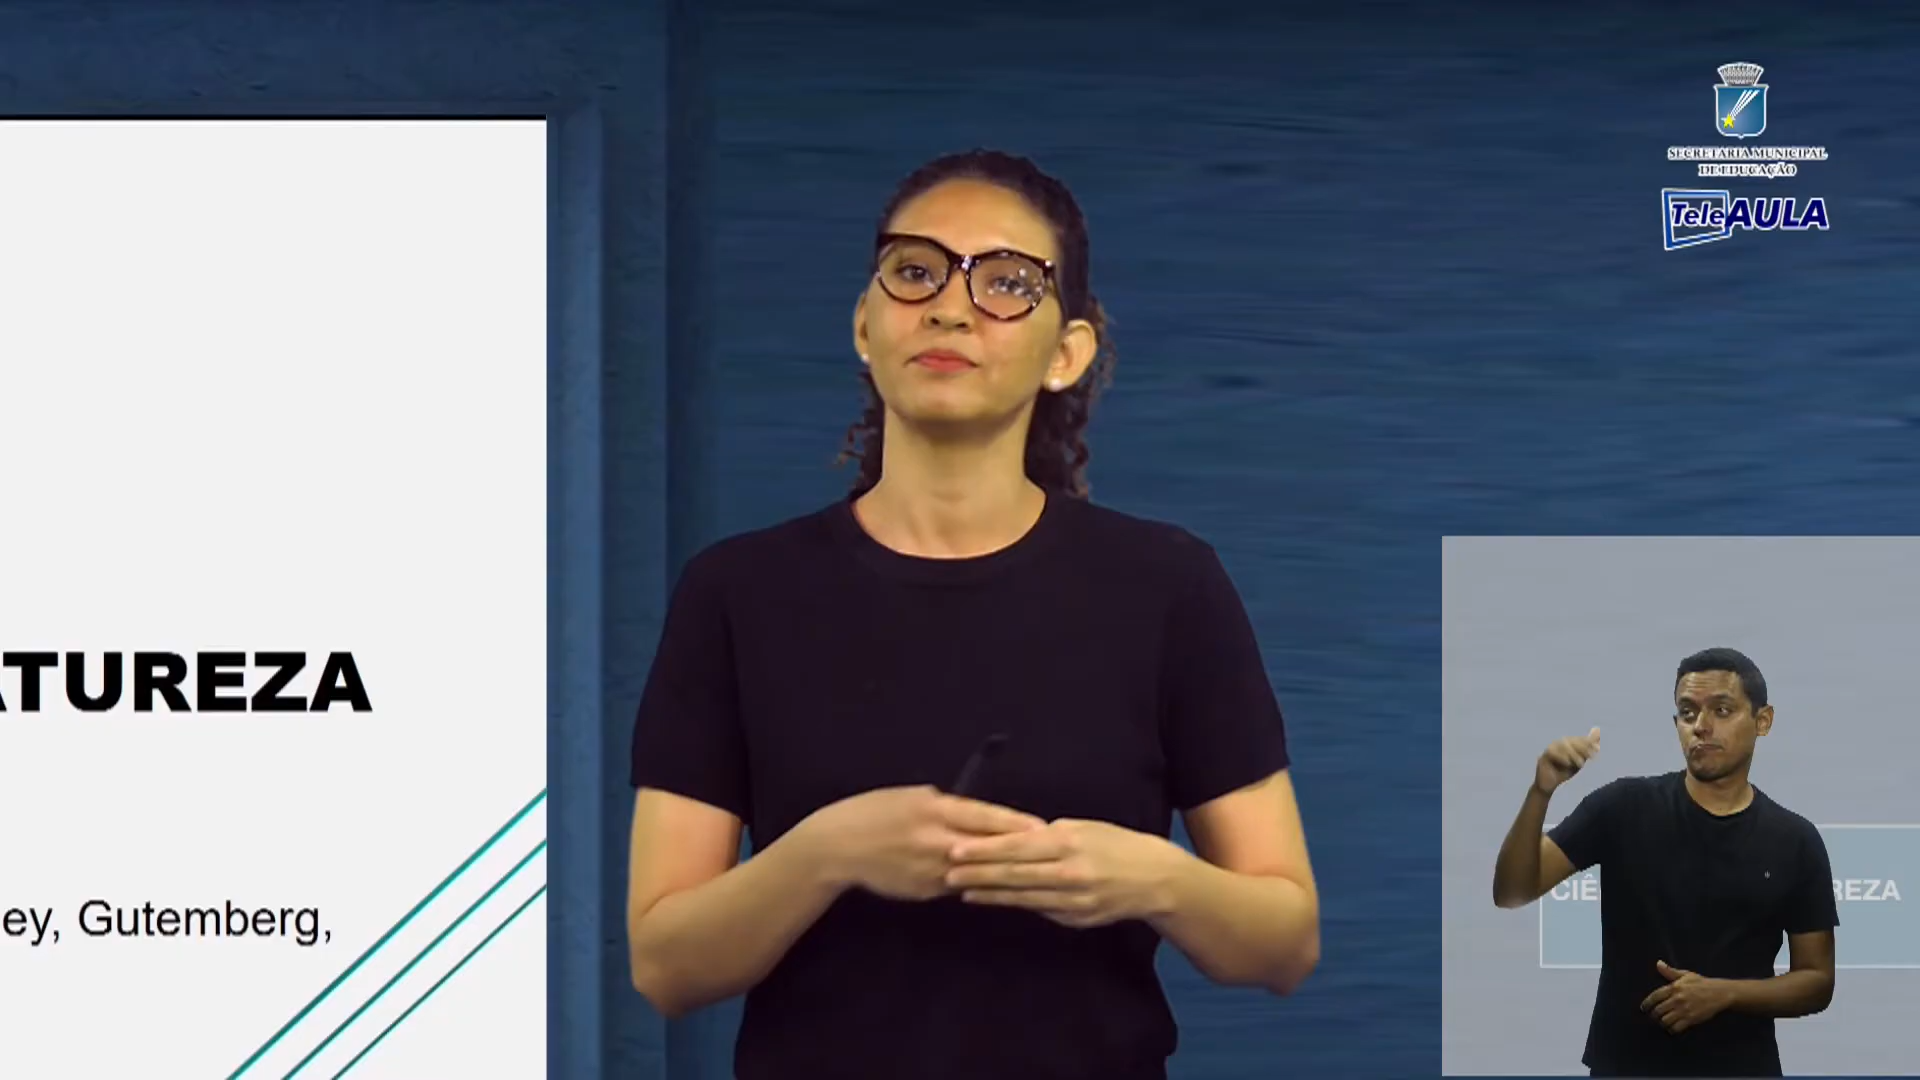 SECRETARIA MUNICIPAL
DE EDUCAÇÃO
TeleAULA
ATUREZA
ey, Gutemberg,
CIÊ
REZA